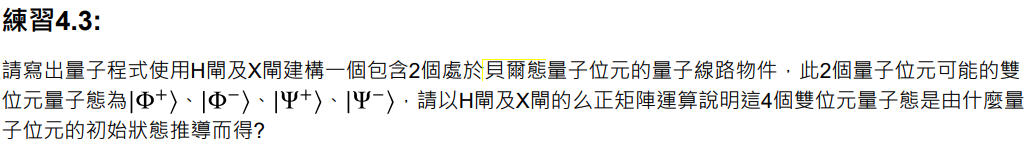 練習4.3:
請寫出量子程式使用H閘及X閘建構一個包含2個處於貝爾態量子位元的量子線路物件，此2個量子位元可能的雙
位元量子態為|Φ⁺⟩、|Φ⁻⟩、|Ψ⁺⟩、|Ψ⁻⟩，請以H閘及X閘的么正矩陣運算說明這4個雙位元量子態是由什麼量
子位元的初始狀態推導而得?